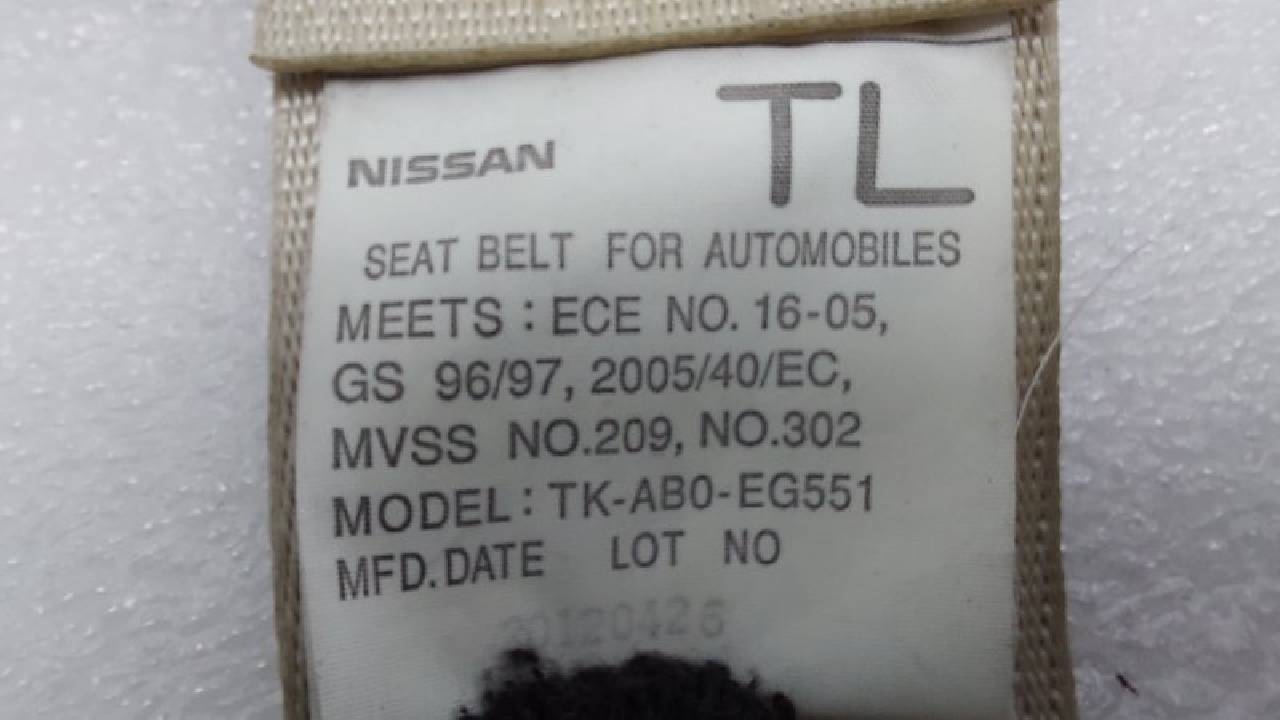 TL
NISSAN
SEAT BELT FOR AUTOMOBILES
MEETS : ECE NO. 16-05,
GS 96/97, 2005/40/EC,
MVSS NO.209, NO.302
MODEL : TK-AB0-EG551
MFD.DATE LOT NO
20120426